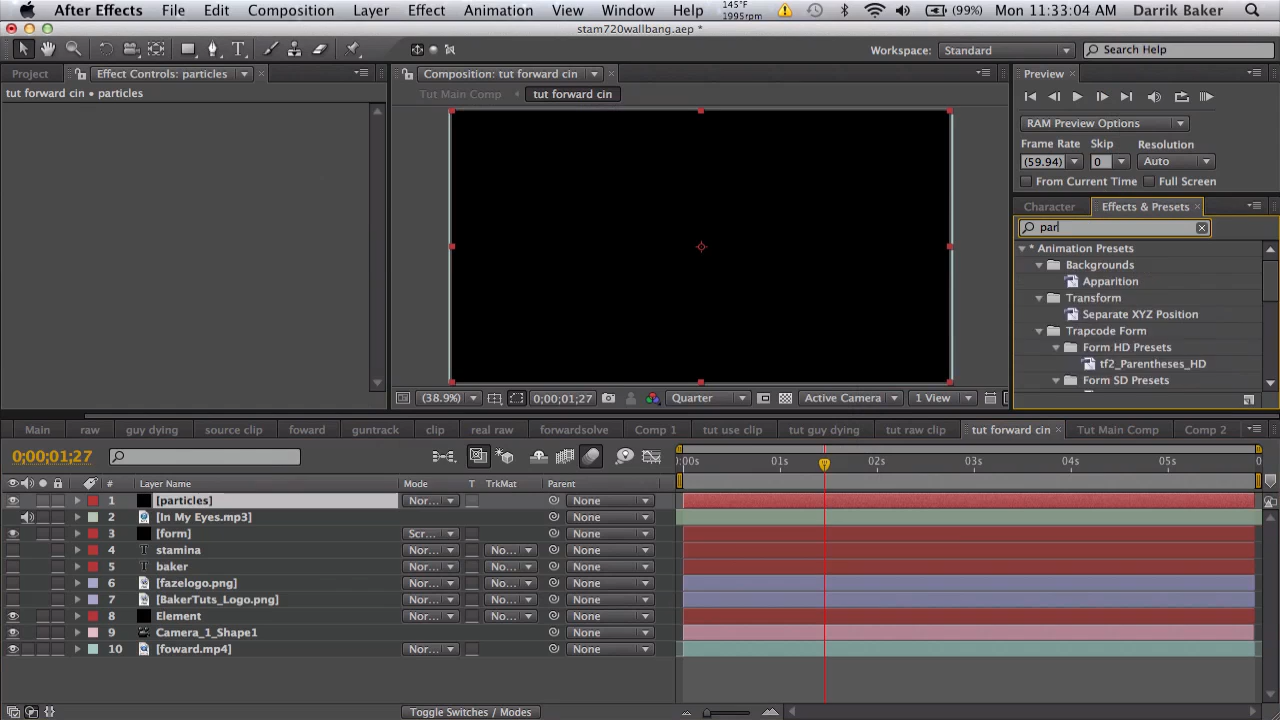 After Effects File Edit Composition Layer Effect Animation View Window Help 145°F 1995rpm (99%) Mon 11:33:04 AM Darrik Baker
stam720wallbang.aep *
Workspace: Standard Search Help
Project Effect Controls: particles Composition: tut forward cin Preview
tut forward cin • particles
Tut Main Comp tut forward cin
RAM Preview Options
Frame Rate Skip Resolution
(59.94) 0 Auto
From Current Time Full Screen
Character Effects & Presets
par
* Animation Presets
Backgrounds
Apparition
Transform
Separate XYZ Position
Trapcode Form
Form HD Presets
tf2_Parentheses_HD
Form SD Presets
(38.9%) 0;00;01;27 Quarter Active Camera 1 View
Main raw guy dying source clip foward guntrack clip real raw forwardsolve Comp 1 tut use clip tut guy dying tut raw clip tut forward cin Tut Main Comp Comp 2
0;00;01;27
:00s 01s 02s 03s 04s 05s 0
# Layer Name Mode T TrkMat Parent
1 [particles] Nor... None
2 [In My Eyes.mp3] None
3 [form] Scr... None
4 stamina Nor... No... None
5 baker Nor... No... None
6 [fazelogo.png] Nor... No... None
7 [BakerTuts_Logo.png] Nor... No... None
8 Element Nor... No... None
9 Camera_1_Shape1 None
10 [foward.mp4] Nor... None
Toggle Switches / Modes